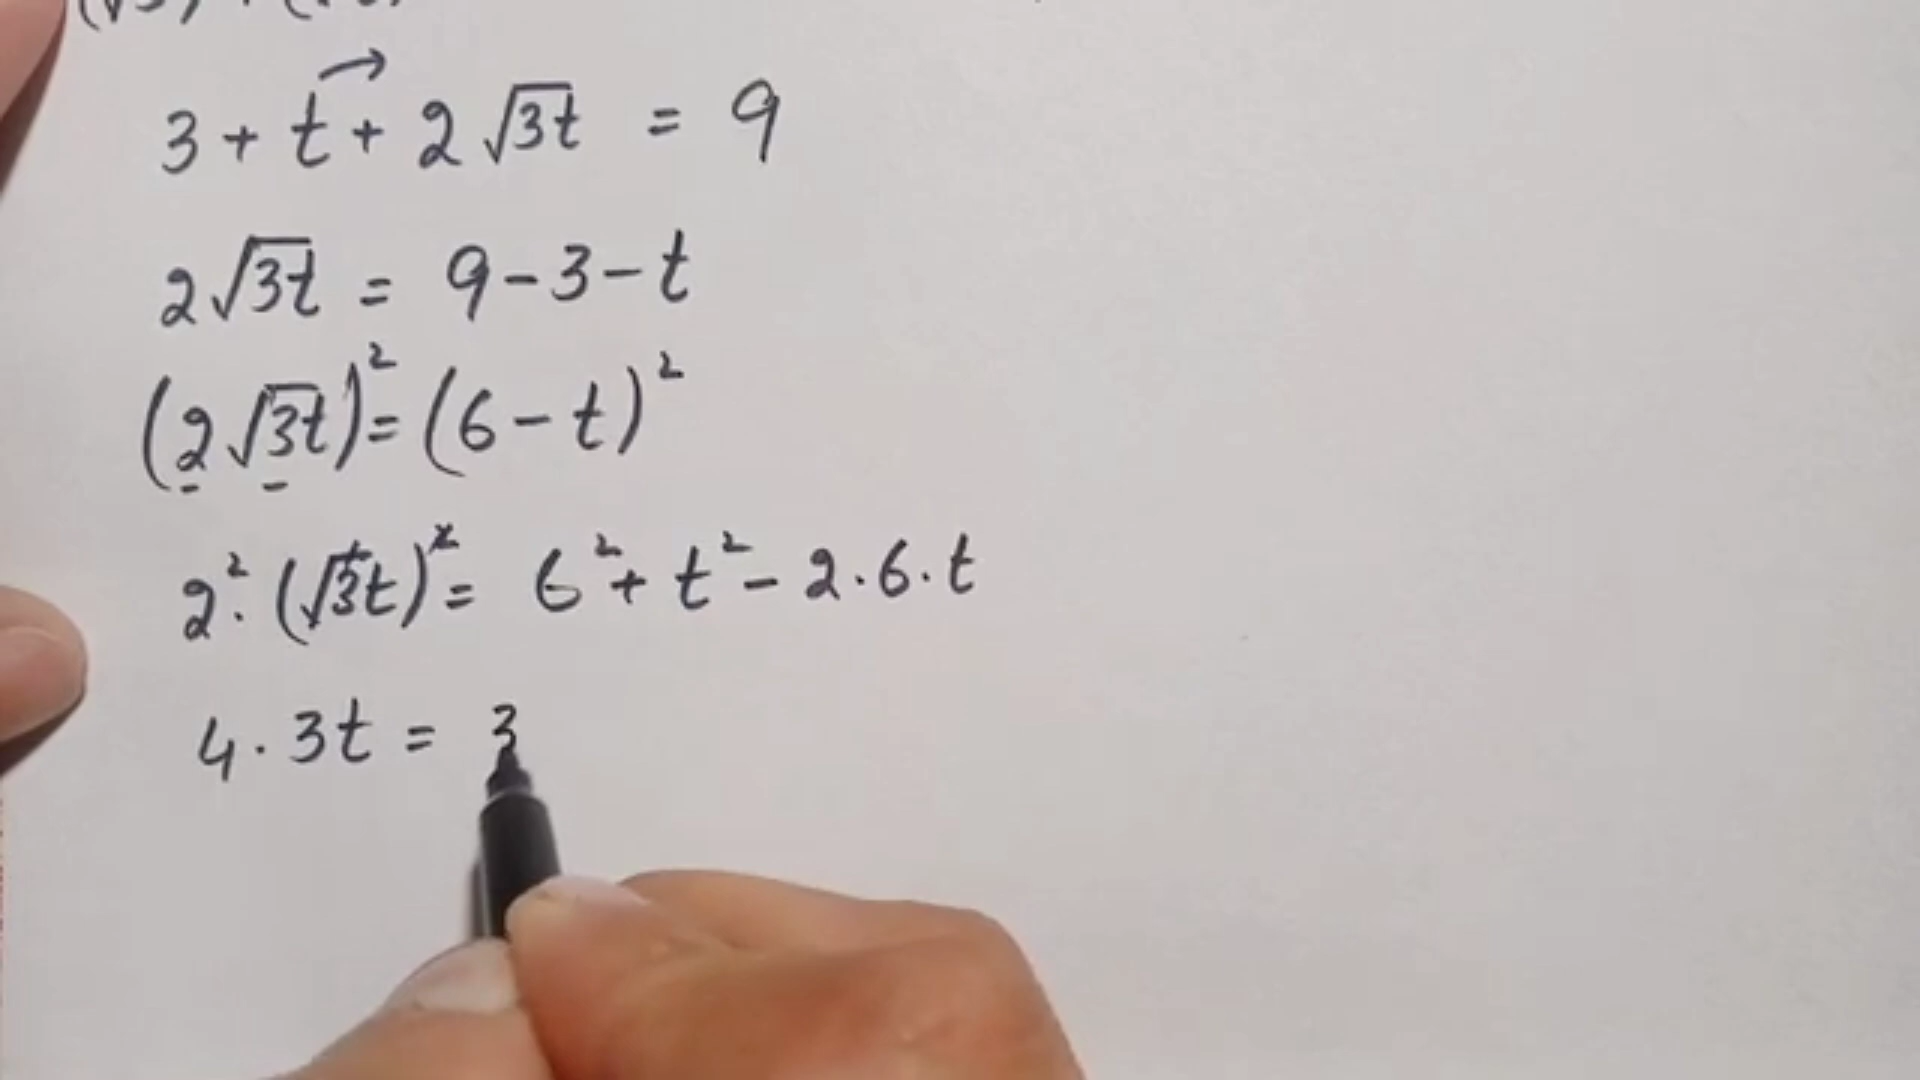 3 + t + 2√3t = 9
2√3t = 9 - 3 - t
(2√3t)² = (6 - t)²
2² · (√3t)² = 6² + t² - 2 · 6 · t
4 · 3t = 3